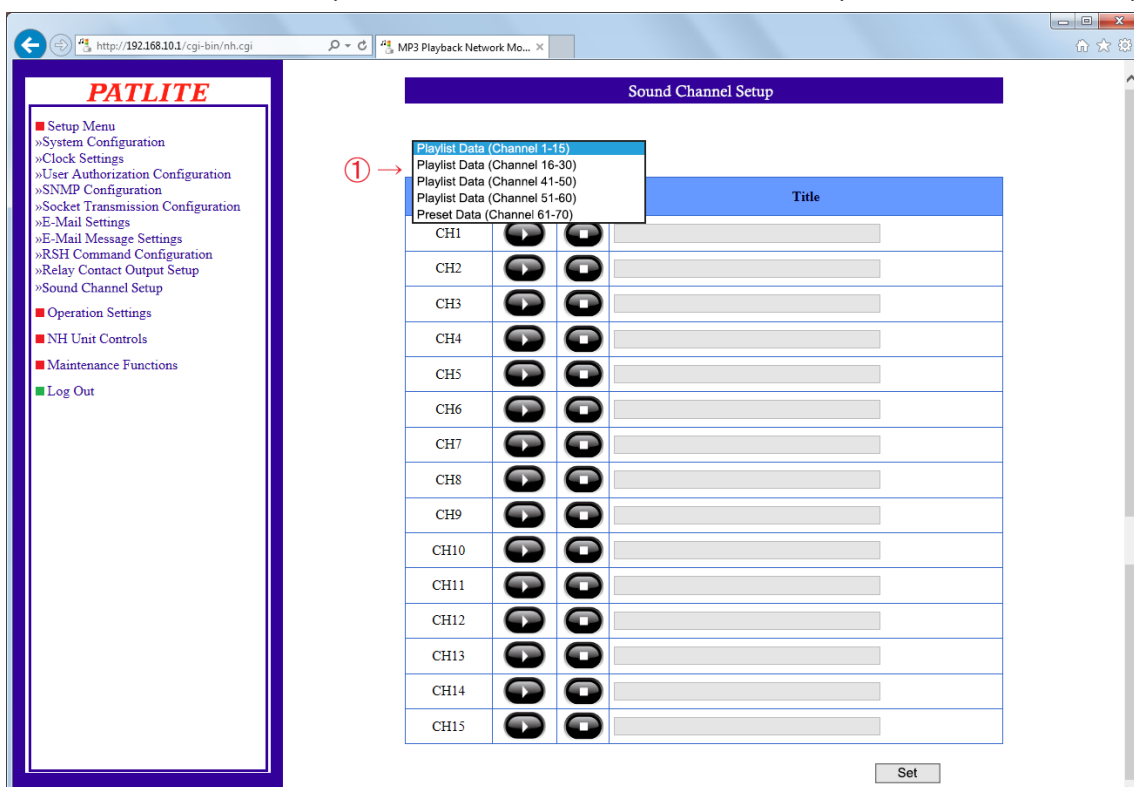 http://192.168.10.1/cgi-bin/nh.cgi
MP3 Playback Network Mo...
PATLITE
Setup Menu
»System Configuration
»Clock Settings
»User Authorization Configuration
»SNMP Configuration
»Socket Transmission Configuration
»E-Mail Settings
»E-Mail Message Settings
»RSH Command Configuration
»Relay Contact Output Setup
»Sound Channel Setup
Operation Settings
NH Unit Controls
Maintenance Functions
Log Out
Sound Channel Setup
①→
Playlist Data (Channel 1-15)
Playlist Data (Channel 16-30)
Playlist Data (Channel 41-50)
Playlist Data (Channel 51-60)
Preset Data (Channel 61-70)
Title
CH1
CH2
CH3
CH4
CH5
CH6
CH7
CH8
CH9
CH10
CH11
CH12
CH13
CH14
CH15
Set